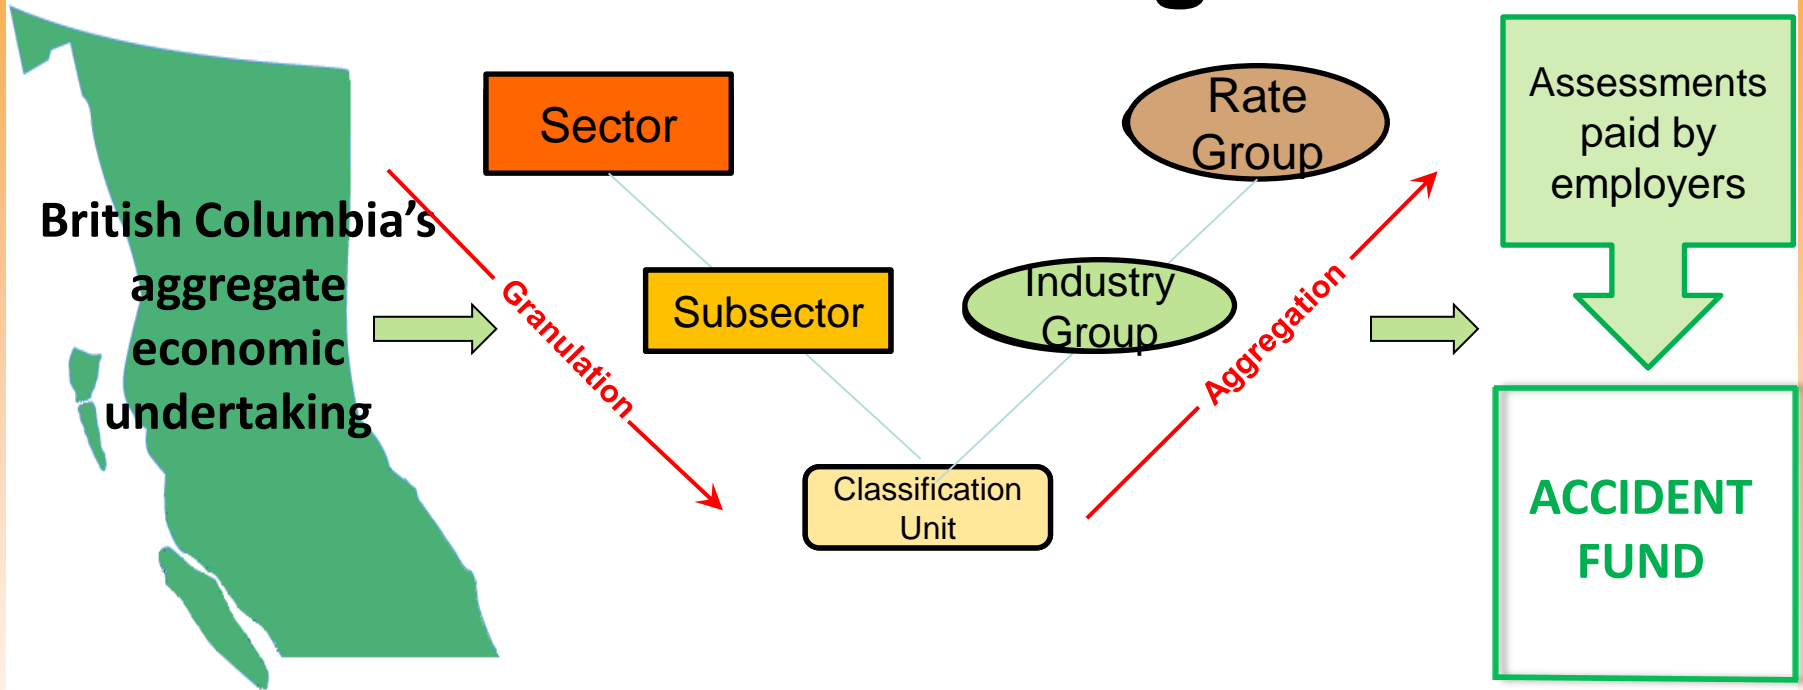 British Columbia's
aggregate
economic
undertaking
Sector
Subsector
Granulation
Classification
Unit
Rate
Group
Industry
Group
Aggregation
Assessments
paid by
employers
ACCIDENT
FUND